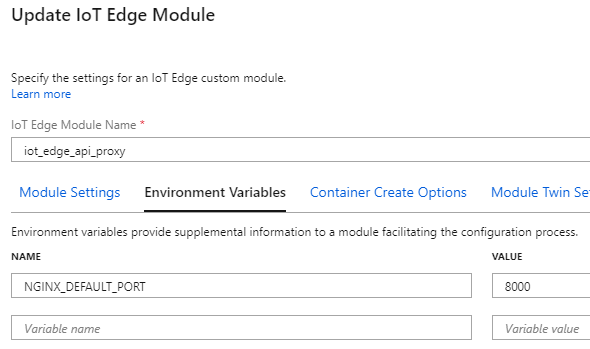 Update IoT Edge Module
Specify the settings for an IoT Edge custom module.
Learn more
IoT Edge Module Name *
iot_edge_api_proxy
Module Settings Environment Variables Container Create Options Module Twin Se
Environment variables provide supplemental information to a module facilitating the configuration process.
NAME VALUE
NGINX_DEFAULT_PORT 8000
Variable name Variable value